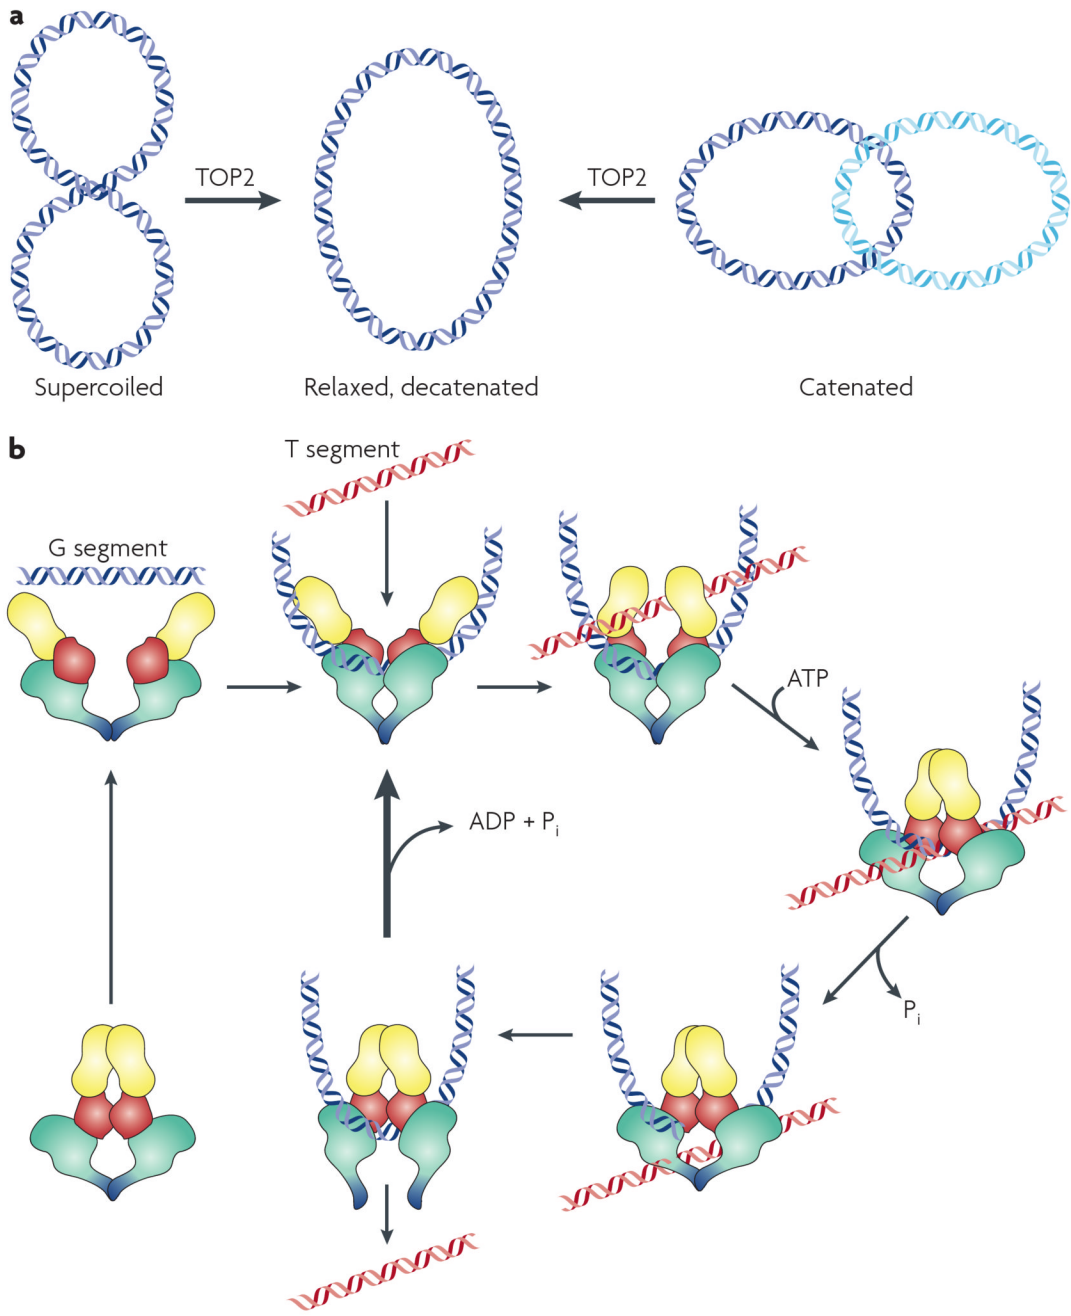 a
TOP2
TOP2
Supercoiled
Relaxed, decatenated
Catenated
b
T segment
G segment
ATP
ADP + Pi
Pi